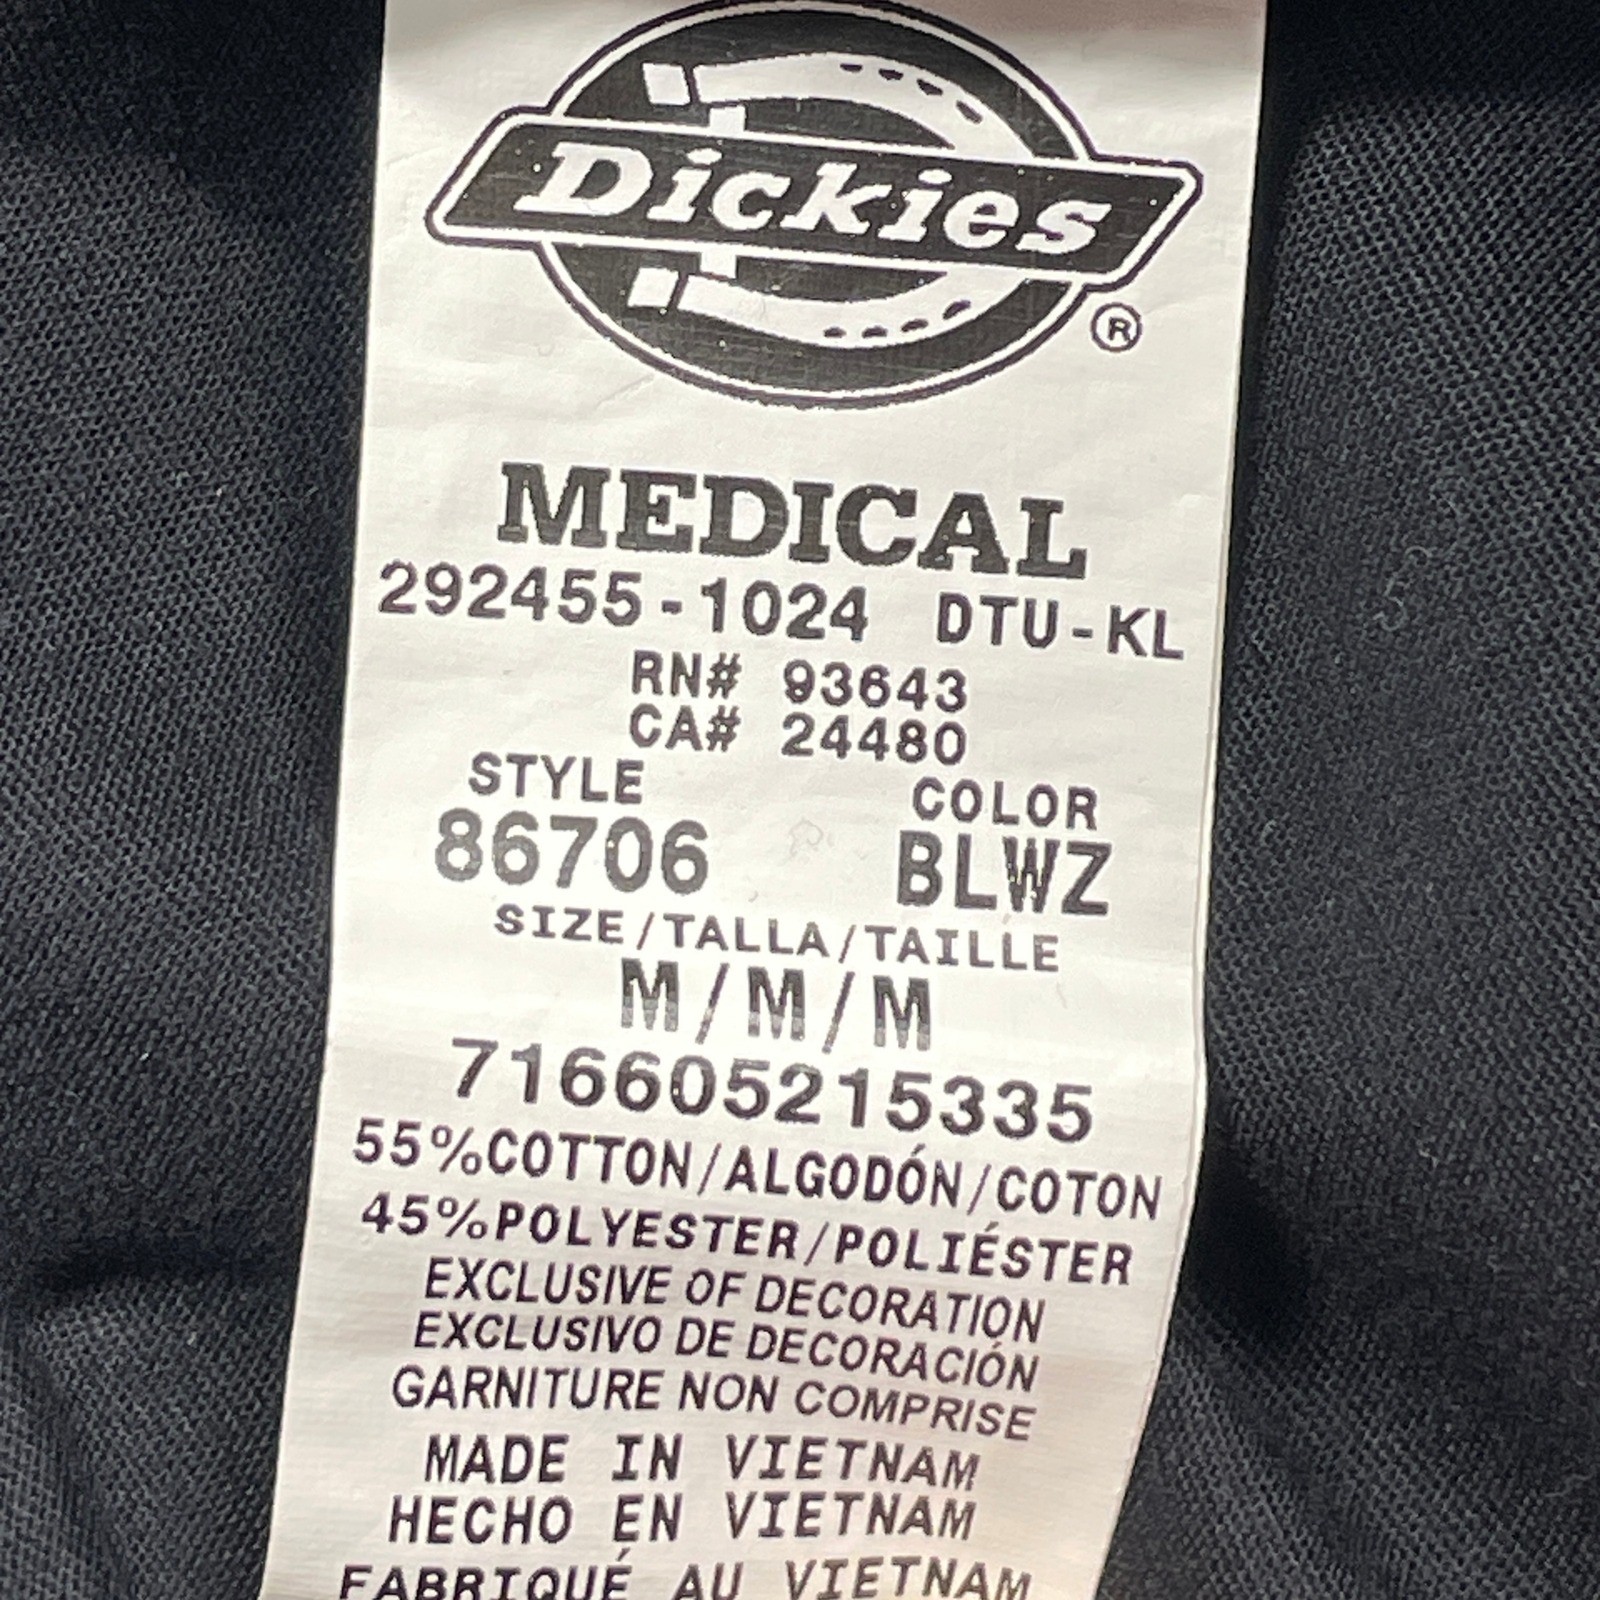 Dickies
®
MEDICAL
292455-1024 DTU-KL
RN# 93643
CA# 24480
STYLE COLOR
86706 BLWZ
SIZE/TALLA/TAILLE
M/M/M
716605215335
55%COTTON/ALGODÓN/COTON
45%POLYESTER/POLIÉSTER
EXCLUSIVE OF DECORATION
EXCLUSIVO DE DECORACIÓN
GARNITURE NON COMPRISE
MADE IN VIETNAM
HECHO EN VIETNAM
FABRIQUÉ AU VIETNAM